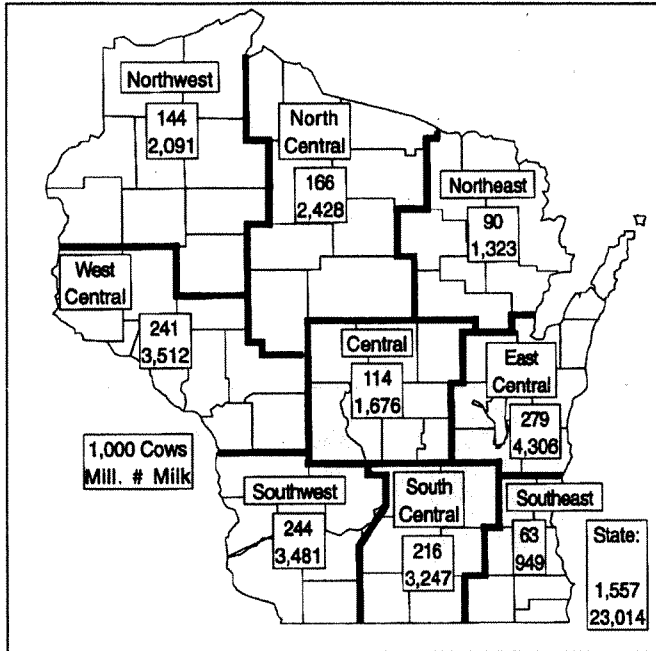 Northwest
144
2,091
North
Central
166
2,428
Northeast
90
1,323
West
Central
241
3,512
Central
114
1,676
East
Central
279
4,306
1,000 Cows
Mill. # Milk
Southwest
244
3,481
South
Central
216
3,247
Southeast
63
949
State:
1,557
23,014